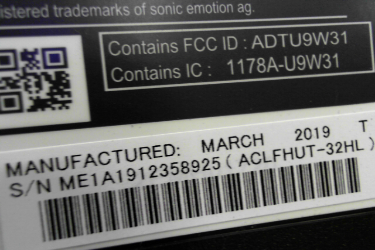 istered trademarks of sonic emotion ag.
Contains FCC ID : ADTU9W31
Contains IC : 1178A-U9W31
MANUFACTURED: MARCH 2019 T
S/N ME1A1912358925 ( ACLFHUT-32HL )